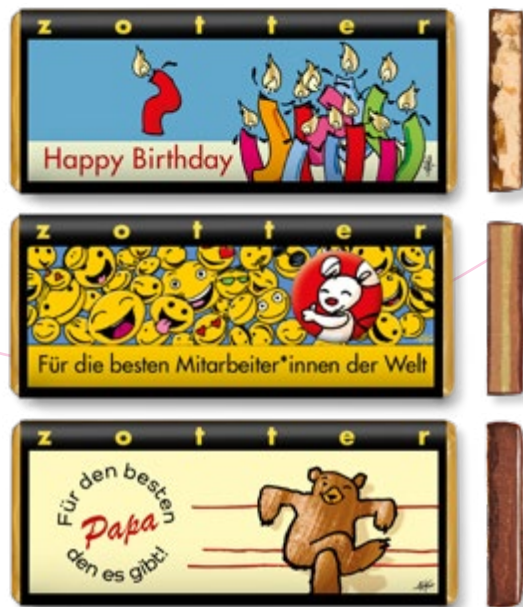 zotter
Happy Birthday
zotter
Für die besten Mitarbeiter*innen der Welt
zotter
Für den besten
Papa
den es gibt!